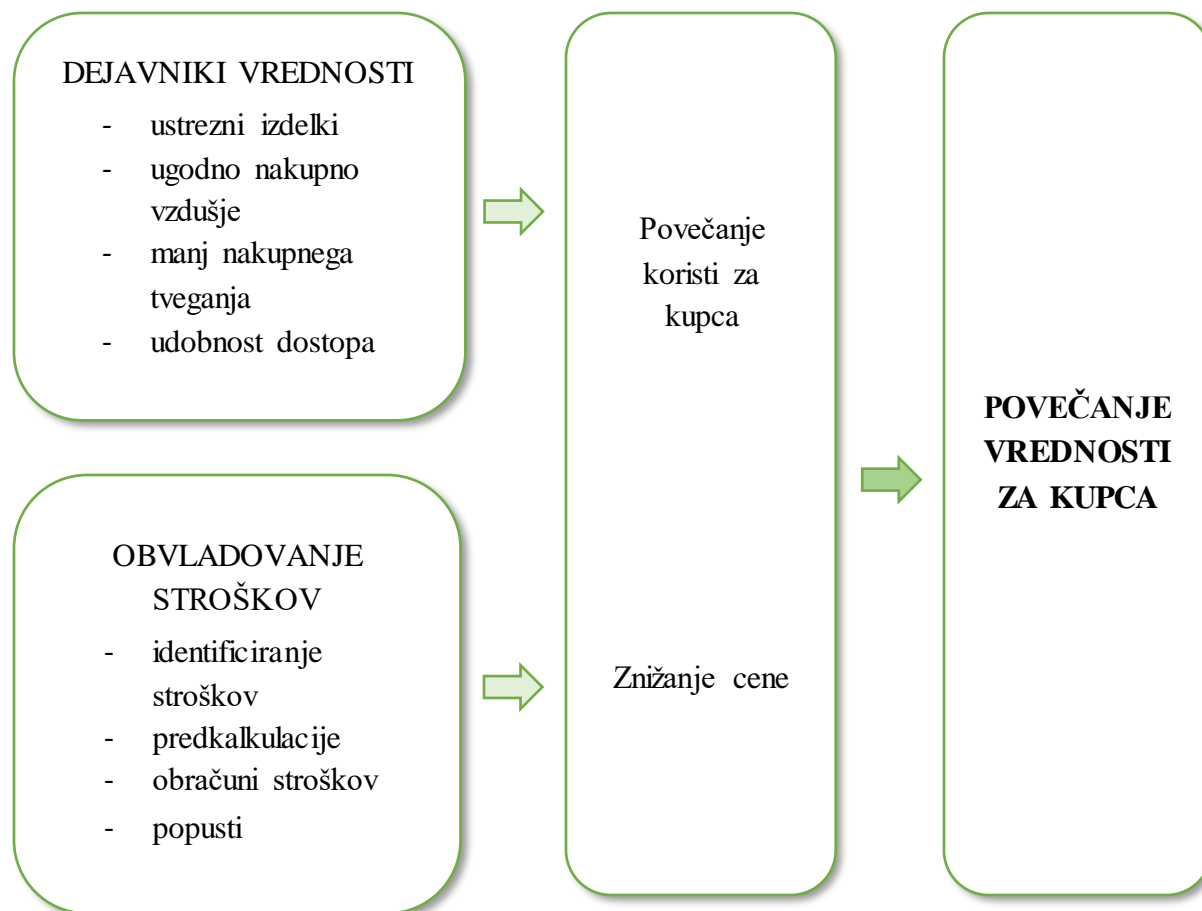 DEJAVNIKI VREDNOSTI
- ustrezni izdelki
- ugodno nakupno
vzdušje
- manj nakupnega
tveganja
- udobnost dostopa
OBVLADOVANJE
STROŠKOV
- identificiranje
stroškov
- predkalkulacije
- obračuni stroškov
- popusti
Povečanje
koristi za
kupca
Znižanje cene
POVEČANJE
VREDNOSTI
ZA KUPCA